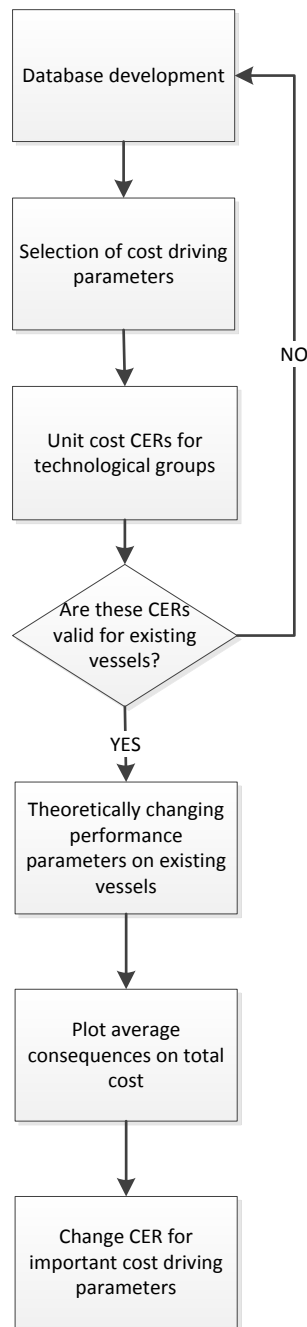 Database development
Selection of cost driving
parameters
NO
Unit cost CERs for
technological groups
Are these CERs
valid for existing
vessels?
YES
Theoretically changing
performance
parameters on existing
vessels
Plot average
consequences on total
cost
Change CER for
important cost driving
parameters